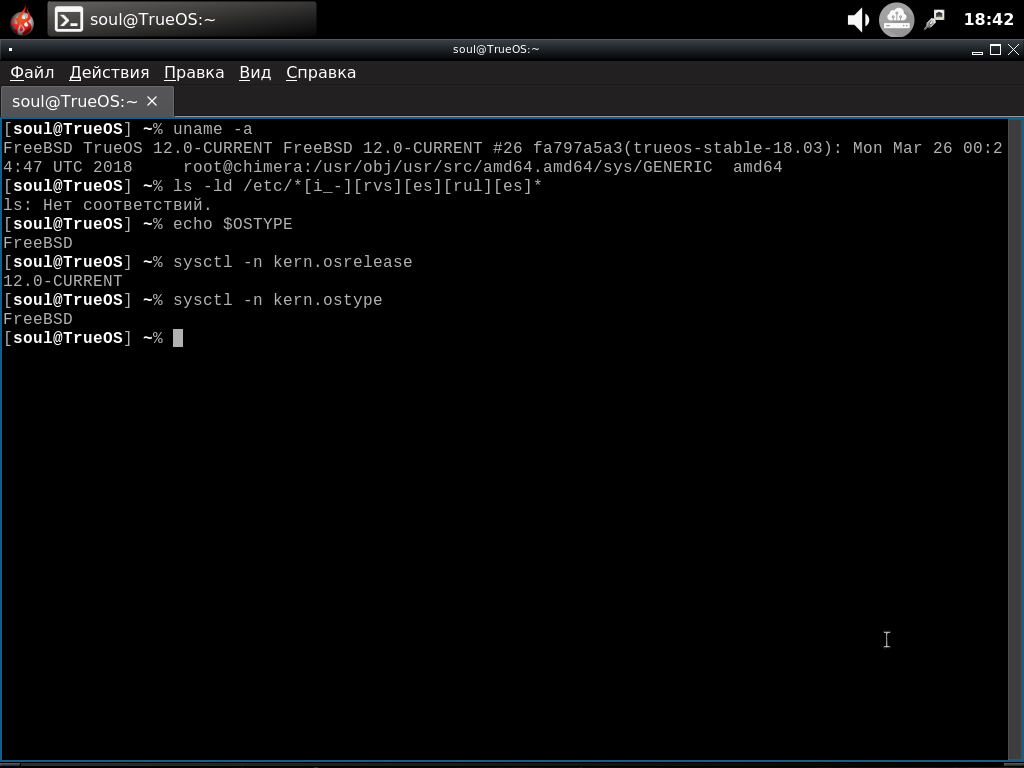 soul@TrueOS:~
18:42
soul@TrueOS:~
Файл Действия Правка Вид Справка
soul@TrueOS:~
[soul@TrueOS] ~% uname -a
FreeBSD TrueOS 12.0-CURRENT FreeBSD 12.0-CURRENT #26 fa797a5a3(trueos-stable-18.03): Mon Mar 26 00:2
4:47 UTC 2018     root@chimera:/usr/obj/usr/src/amd64.amd64/sys/GENERIC  amd64
[soul@TrueOS] ~% ls -ld /etc/*[i_-][rvs][es][rul][es]*
ls: Нет соответствий.
[soul@TrueOS] ~% echo $OSTYPE
FreeBSD
[soul@TrueOS] ~% sysctl -n kern.osrelease
12.0-CURRENT
[soul@TrueOS] ~% sysctl -n kern.ostype
FreeBSD
[soul@TrueOS] ~%